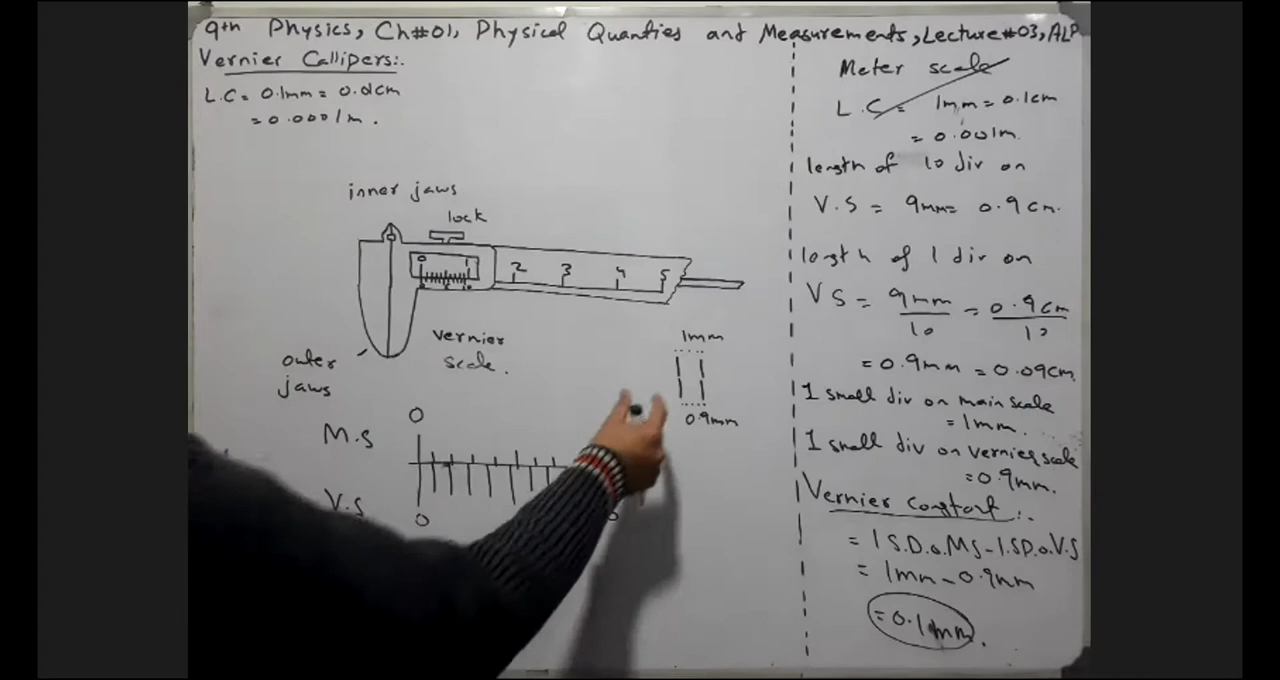 9th Physics, Ch#01, Physical Quanties and Measurements, Lecture#03, ALP
Vernier Callipers:.
L.C = 0.1mm = 0.01cm
= 0.0001m.
inner jaws
lock
0 1
2 3 4 5
outer
jaws
vernier
scale.
1mm
0.9mm
M.S
0
V.S
0
Meter scale
L.C = 1mm = 0.1cm
= 0.001m.
length of 10 div on
V.S = 9mm = 0.9cm.
length of 1 div on
VS = 9mm/10 = 0.9cm/10
= 0.9mm = 0.09cm.
1 small div on main scale
= 1mm.
1 small div on vernier scale
= 0.9mm.
Vernier constant :.
= 1 S.D.o.MS - 1.SD.o.V.S
= 1mm - 0.9mm
= 0.1mm.